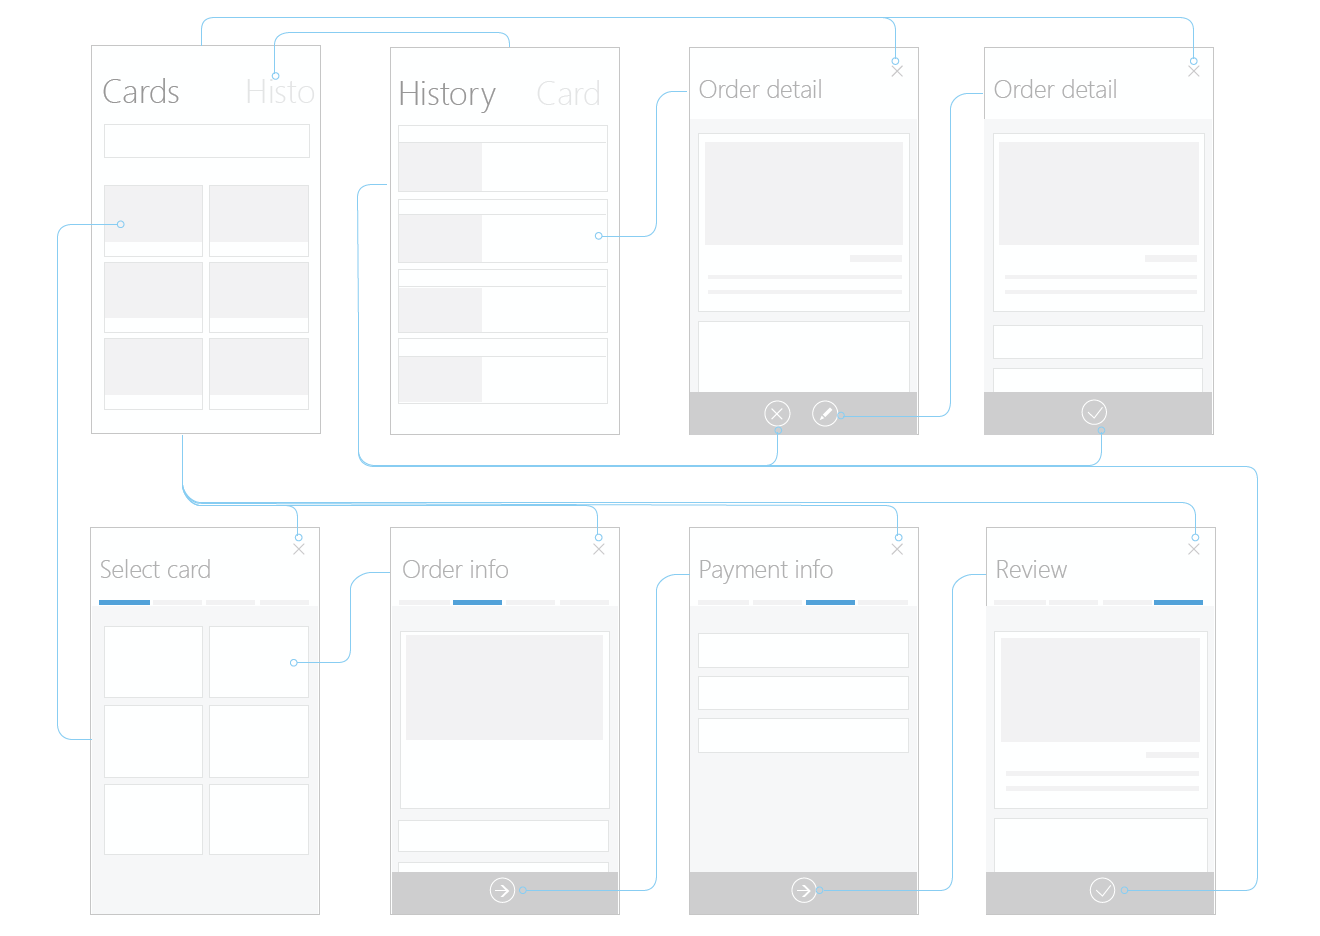 Cards Histo
History Card
Order detail
Order detail
Select card
Order info
Payment info
Review